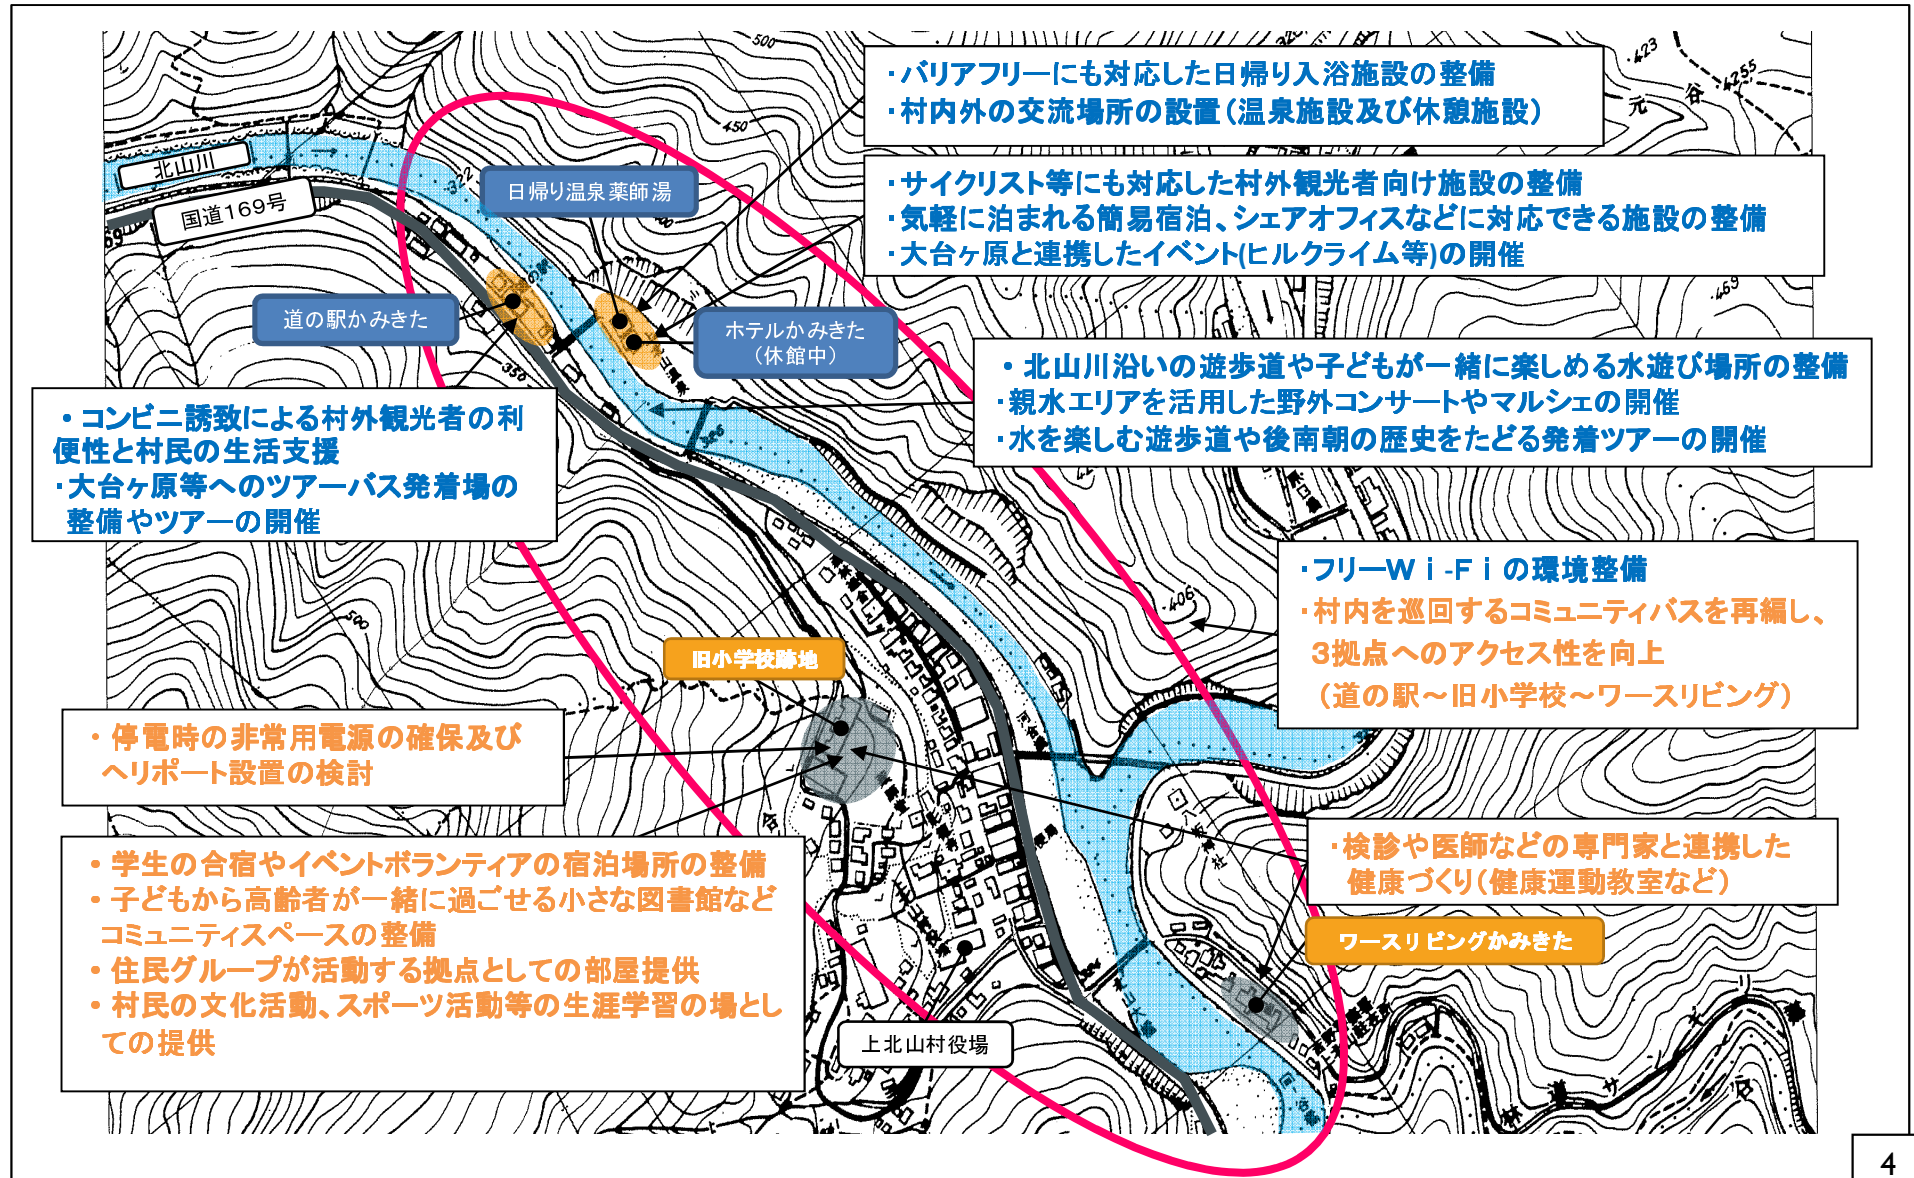 ・バリアフリーにも対応した日帰り入浴施設の整備
・村内外の交流場所の設置（温泉施設及び休憩施設）
・サイクリスト等にも対応した村外観光者向け施設の整備
・気軽に泊まれる簡易宿泊、シェアオフィスなどに対応できる施設の整備
・大台ヶ原と連携したイベント(ヒルクライム等)の開催
北山川
国道169号
日帰り温泉薬師湯
道の駅かみきた
ホテルかみきた
（休館中）
・北山川沿いの遊歩道や子どもが一緒に楽しめる水遊び場所の整備
・親水エリアを活用した野外コンサートやマルシェの開催
・水を楽しむ遊歩道や後南朝の歴史をたどる発着ツアーの開催
・コンビニ誘致による村外観光者の利
便性と村民の生活支援
・大台ヶ原等へのツアーバス発着場の
整備やツアーの開催
・フリーＷｉ-Ｆｉの環境整備
・村内を巡回するコミュニティバスを再編し、
３拠点へのアクセス性を向上
（道の駅～旧小学校～ワースリビング）
旧小学校跡地
・停電時の非常用電源の確保及び
ヘリポート設置の検討
・検診や医師などの専門家と連携した
健康づくり（健康運動教室など）
ワースリビングかみきた
・学生の合宿やイベントボランティアの宿泊場所の整備
・子どもから高齢者が一緒に過ごせる小さな図書館など
コミュニティスペースの整備
・住民グループが活動する拠点としての部屋提供
・村民の文化活動、スポーツ活動等の生涯学習の場とし
ての提供
上北山村役場
500
450
・423
・4255
元谷
322
・469
350
326
・406
500
324
林道サンギリ線
4